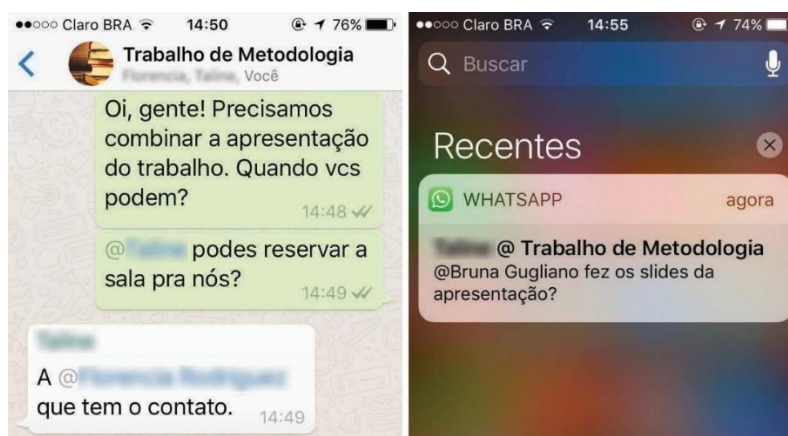 Claro BRA 14:50 76%
Trabalho de Metodologia
Você
Oi, gente! Precisamos
combinar a apresentação
do trabalho. Quando vcs
podem?
14:48
@ podes reservar a
sala pra nós?
14:49
A @
que tem o contato.
14:49
Claro BRA 14:55 74%
Buscar
Recentes
WHATSAPP agora
@ Trabalho de Metodologia
@Bruna Gugliano fez os slides da
apresentação?